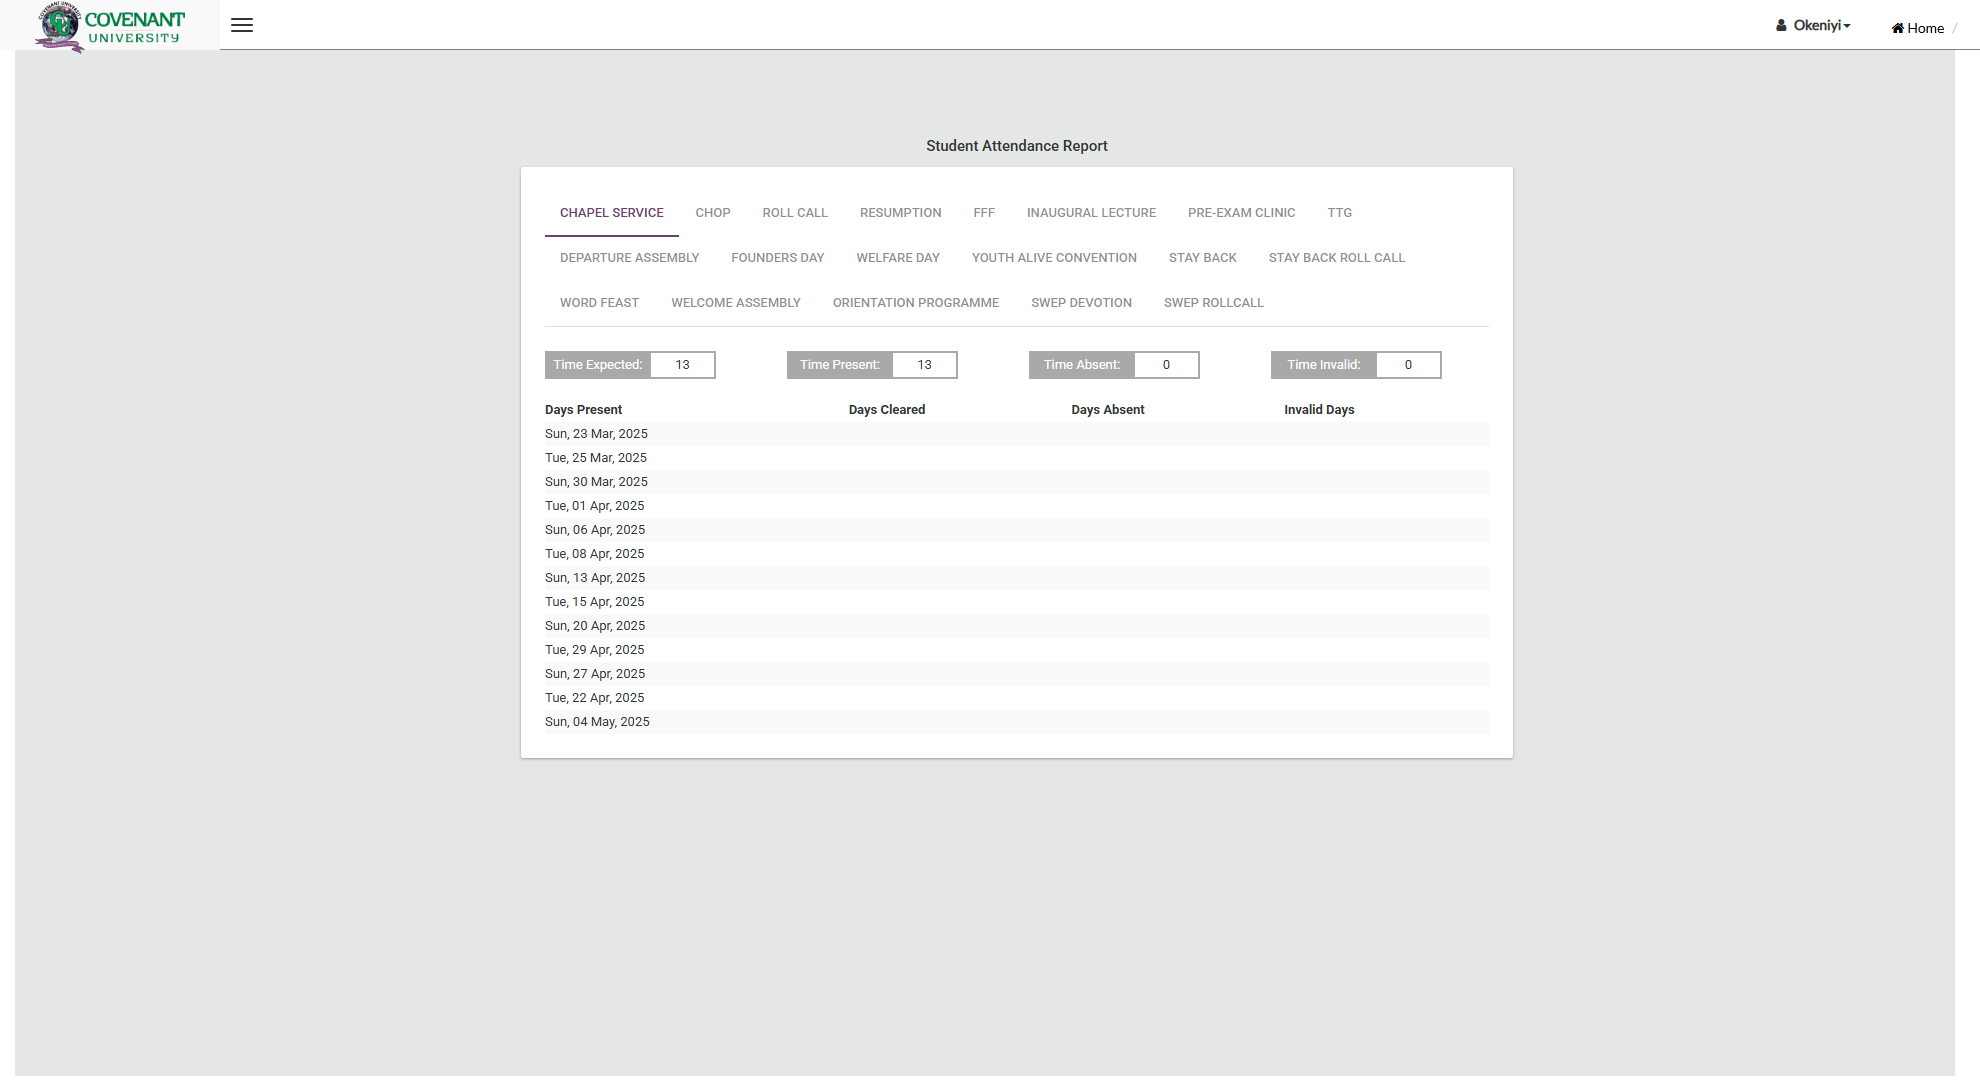 COVENANT UNIVERSITY
COVENANT
UNIVERSITY
Okeniyi
Home /
Student Attendance Report
CHAPEL SERVICE CHOP ROLL CALL RESUMPTION FFF INAUGURAL LECTURE PRE-EXAM CLINIC TTG
DEPARTURE ASSEMBLY FOUNDERS DAY WELFARE DAY YOUTH ALIVE CONVENTION STAY BACK STAY BACK ROLL CALL
WORD FEAST WELCOME ASSEMBLY ORIENTATION PROGRAMME SWEP DEVOTION SWEP ROLLCALL
Time Expected: 13 Time Present: 13 Time Absent: 0 Time Invalid: 0
Days Present Days Cleared Days Absent Invalid Days
Sun, 23 Mar, 2025
Tue, 25 Mar, 2025
Sun, 30 Mar, 2025
Tue, 01 Apr, 2025
Sun, 06 Apr, 2025
Tue, 08 Apr, 2025
Sun, 13 Apr, 2025
Tue, 15 Apr, 2025
Sun, 20 Apr, 2025
Tue, 29 Apr, 2025
Sun, 27 Apr, 2025
Tue, 22 Apr, 2025
Sun, 04 May, 2025